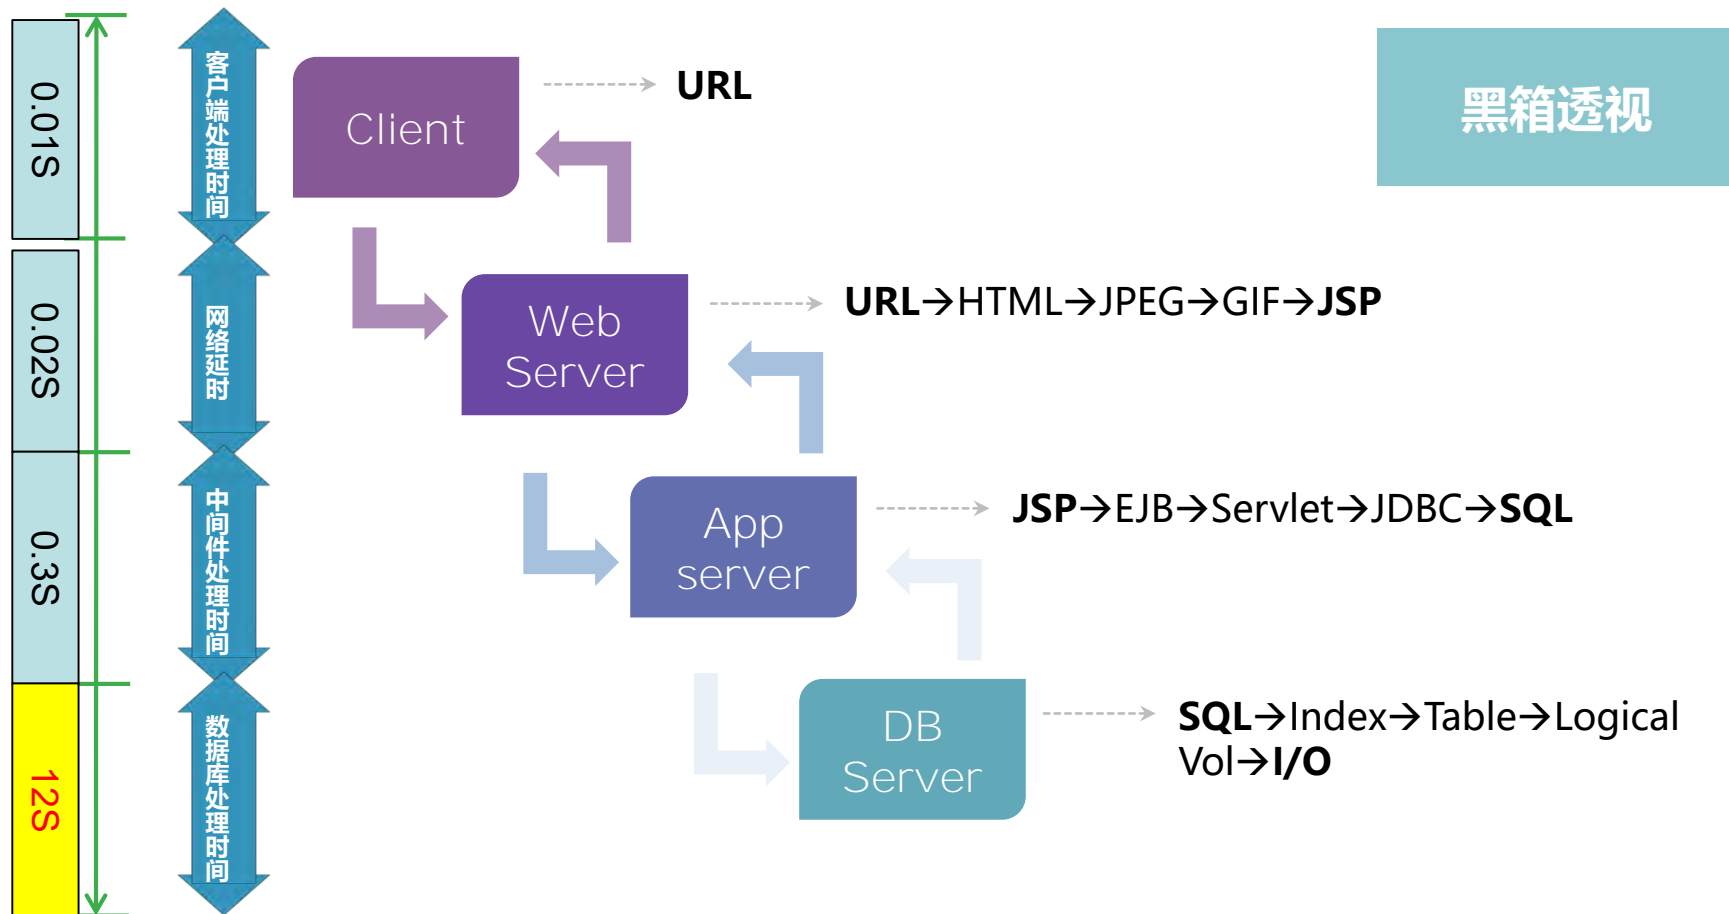 0.01S
客户端处理时间
Client
URL
黑箱透视
0.02S
网络延时
Web
Server
URL→HTML→JPEG→GIF→JSP
0.3S
中间件处理时间
App
server
JSP→EJB→Servlet→JDBC→SQL
12S
数据库处理时间
DB
Server
SQL→Index→Table→Logical
Vol→I/O